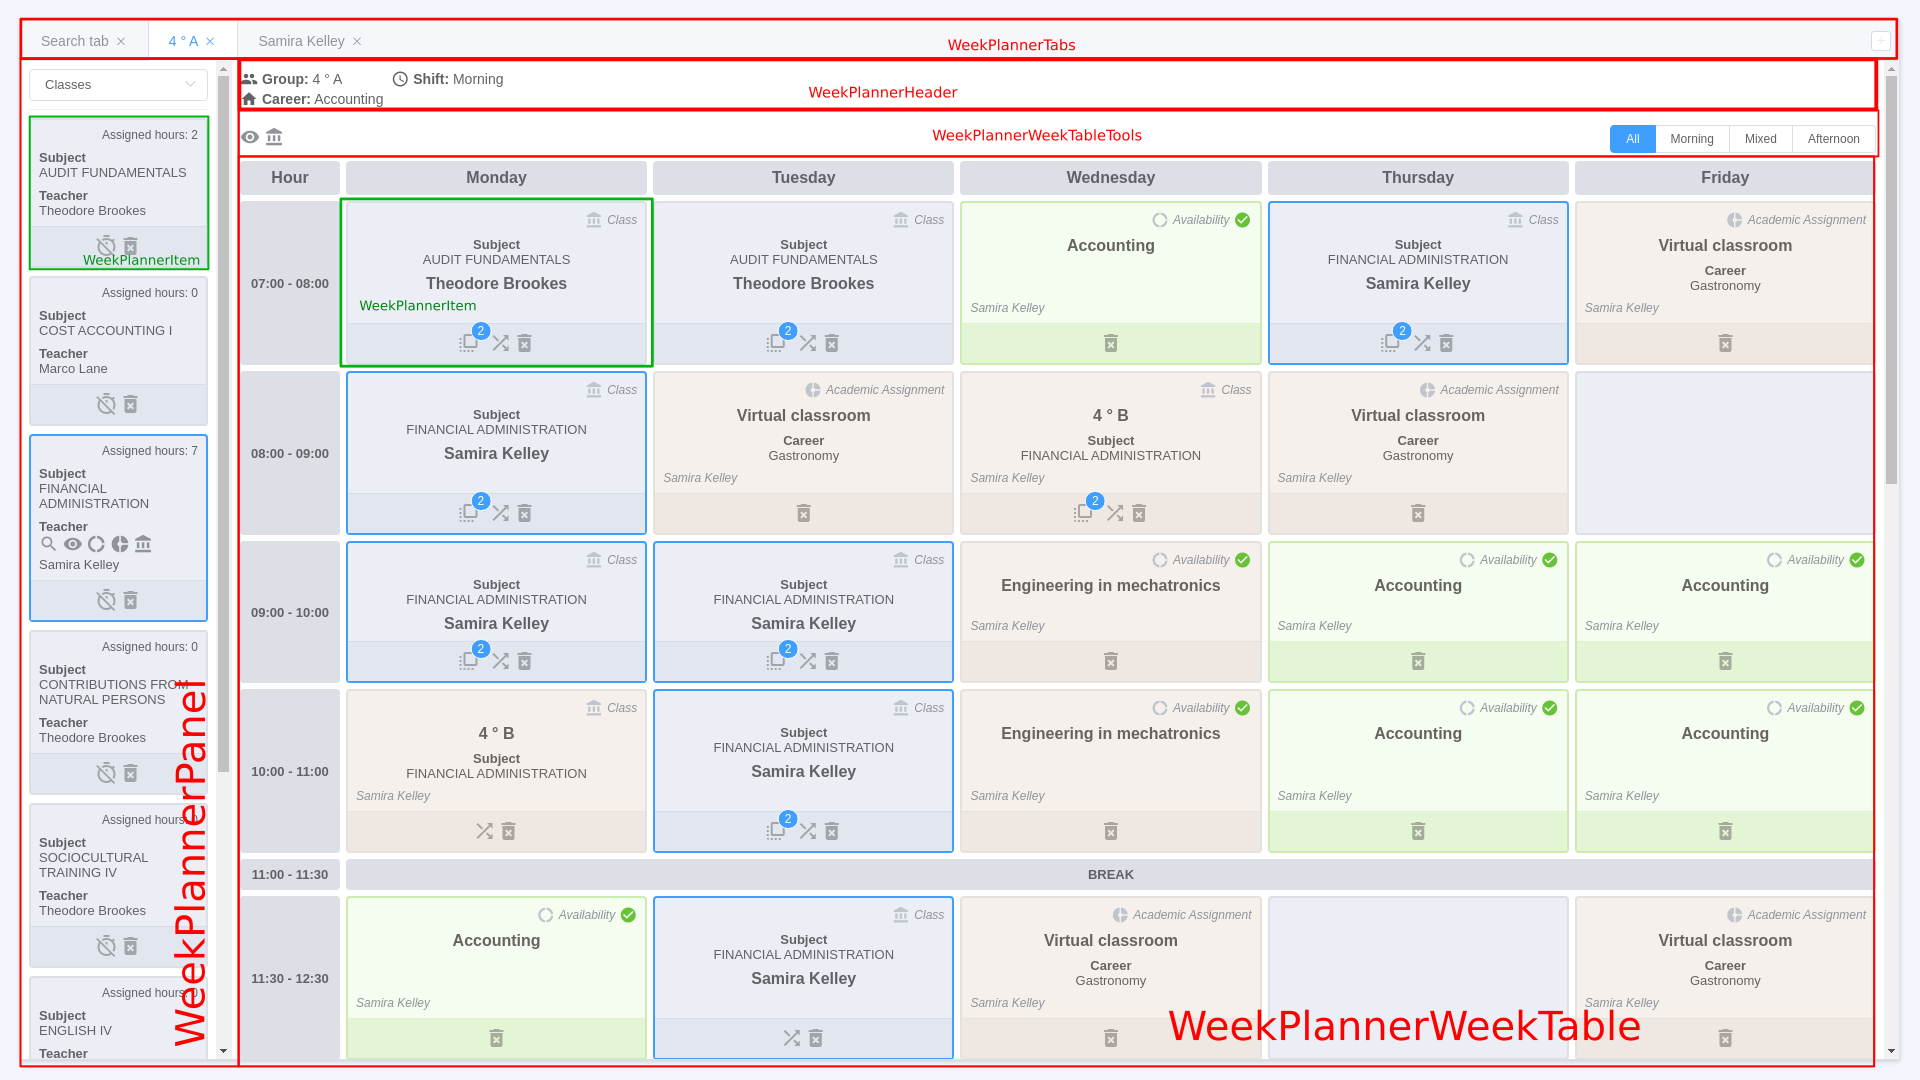 Search tab
4 ° A
Samira Kelley
WeekPlannerTabs
Classes
Assigned hours: 2
Subject
AUDIT FUNDAMENTALS
Teacher
Theodore Brookes
WeekPlannerItem
Assigned hours: 0
Subject
COST ACCOUNTING I
Teacher
Marco Lane
Assigned hours: 7
Subject
FINANCIAL
ADMINISTRATION
Teacher
Samira Kelley
Assigned hours: 0
Subject
CONTRIBUTIONS FROM
NATURAL PERSONS
Teacher
Theodore Brookes
Assigned hours: 0
Subject
SOCIOCULTURAL
TRAINING IV
Teacher
Theodore Brookes
Assigned hours: 0
Subject
ENGLISH IV
Teacher
WeekPlannerPanel
Group: 4 ° A
Shift: Morning
Career: Accounting
WeekPlannerHeader
WeekPlannerWeekTableTools
All
Morning
Mixed
Afternoon
Hour
Monday
Tuesday
Wednesday
Thursday
Friday
07:00 - 08:00
Class
Subject
AUDIT FUNDAMENTALS
Theodore Brookes
WeekPlannerItem
2
Class
Subject
AUDIT FUNDAMENTALS
Theodore Brookes
2
Availability
Accounting
Samira Kelley
Class
Subject
FINANCIAL ADMINISTRATION
Samira Kelley
2
Academic Assignment
Virtual classroom
Career
Gastronomy
Samira Kelley
08:00 - 09:00
Class
Subject
FINANCIAL ADMINISTRATION
Samira Kelley
2
Academic Assignment
Virtual classroom
Career
Gastronomy
Samira Kelley
Class
4 ° B
Subject
FINANCIAL ADMINISTRATION
Samira Kelley
2
Academic Assignment
Virtual classroom
Career
Gastronomy
Samira Kelley
09:00 - 10:00
Class
Subject
FINANCIAL ADMINISTRATION
Samira Kelley
2
Class
Subject
FINANCIAL ADMINISTRATION
Samira Kelley
2
Availability
Engineering in mechatronics
Samira Kelley
Availability
Accounting
Samira Kelley
Availability
Accounting
Samira Kelley
10:00 - 11:00
Class
4 ° B
Subject
FINANCIAL ADMINISTRATION
Samira Kelley
Class
Subject
FINANCIAL ADMINISTRATION
Samira Kelley
2
Availability
Engineering in mechatronics
Samira Kelley
Availability
Accounting
Samira Kelley
Availability
Accounting
Samira Kelley
11:00 - 11:30
BREAK
11:30 - 12:30
Availability
Accounting
Samira Kelley
Class
Subject
FINANCIAL ADMINISTRATION
Samira Kelley
Academic Assignment
Virtual classroom
Career
Gastronomy
Samira Kelley
Academic Assignment
Virtual classroom
Career
Gastronomy
Samira Kelley
WeekPlannerWeekTable